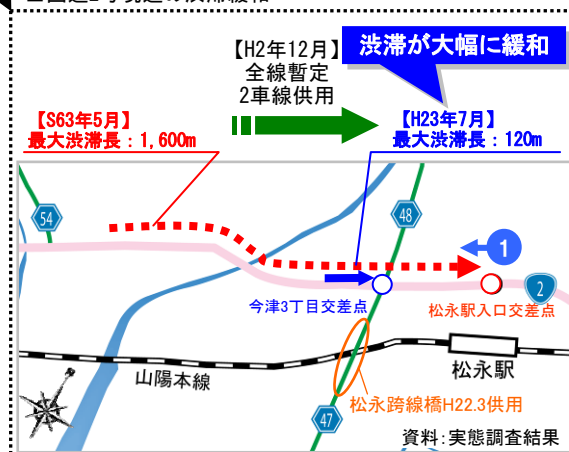 【H2年12月】
全線暫定
2車線供用
渋滞が大幅に緩和
【S63年5月】
最大渋滞長：1,600m
【H23年7月】
最大渋滞長：120m
54
48
1
今津3丁目交差点
松永駅入口交差点
2
山陽本線
松永駅
松永跨線橋H22.3供用
47
資料：実態調査結果